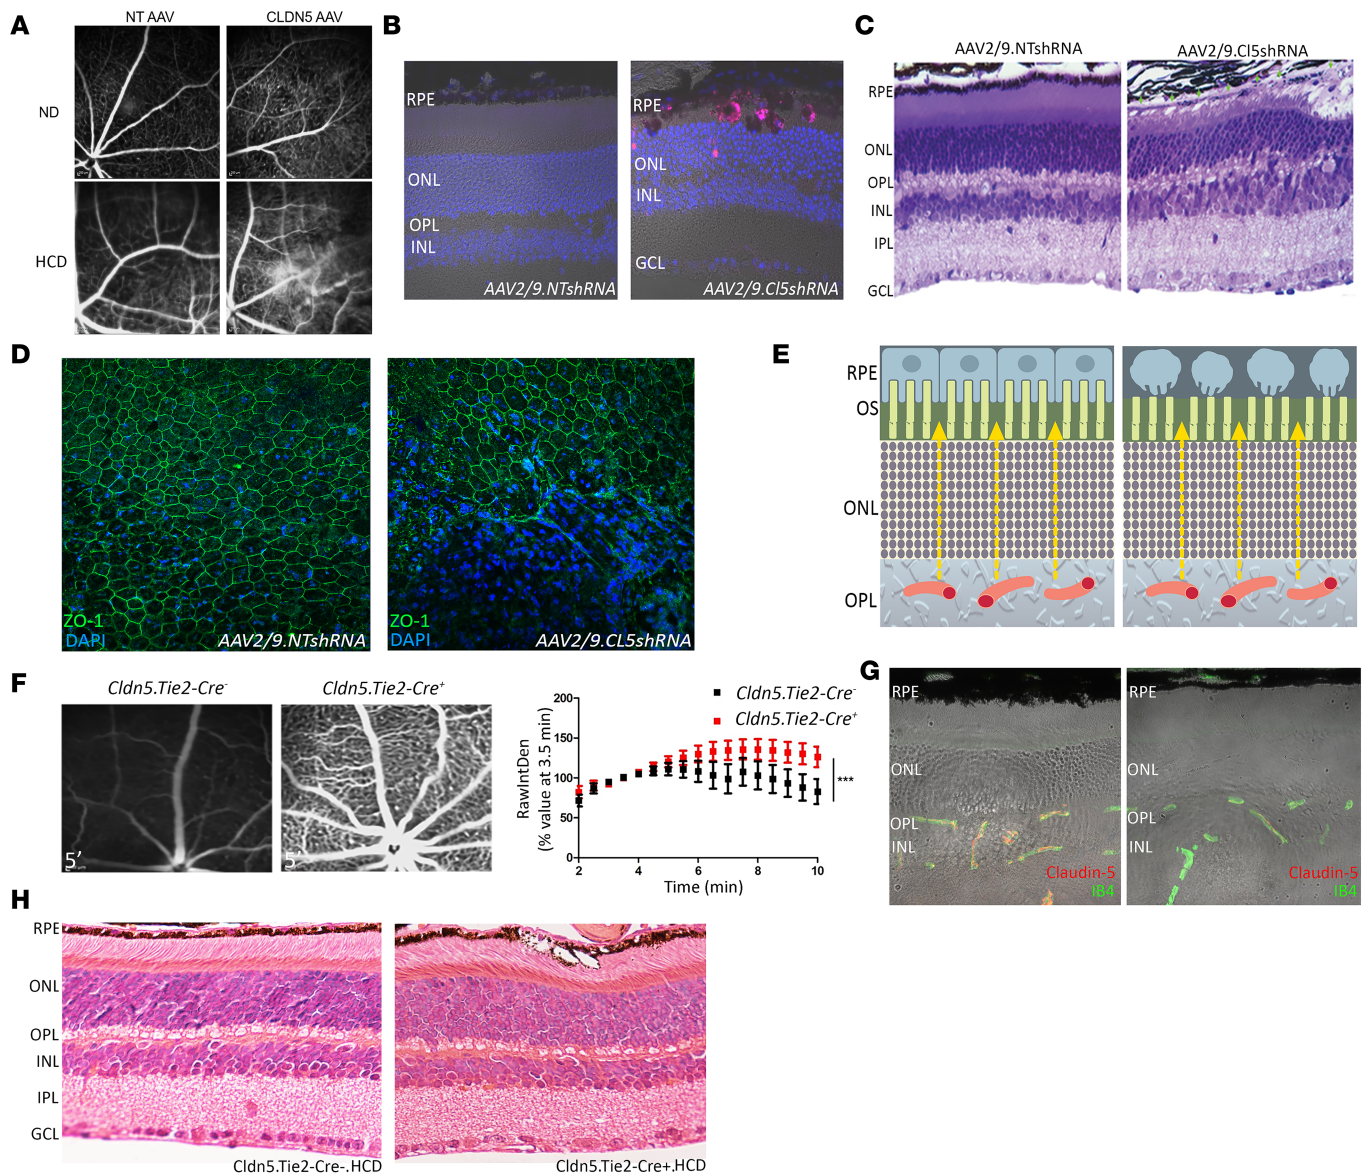 A
NT AAV
CLDN5 AAV
ND
HCD
B
RPE
ONL
OPL
INL
AAV2/9.NTshRNA
RPE
ONL
INL
GCL
AAV2/9.Cl5shRNA
C
AAV2/9.NTshRNA
AAV2/9.Cl5shRNA
RPE
ONL
OPL
INL
IPL
GCL
D
ZO-1
DAPI
AAV2/9.NTshRNA
ZO-1
DAPI
AAV2/9.CL5shRNA
E
RPE
OS
ONL
OPL
F
Cldn5.Tie2-Cre-
Cldn5.Tie2-Cre+
5’
5’
RawIntDen
(% value at 3.5 min)
200
150
100
50
0
2
4
6
8
10
Time (min)
Cldn5.Tie2-Cre-
Cldn5.Tie2-Cre+
***
G
RPE
ONL
OPL
INL
Claudin-5
IB4
RPE
ONL
OPL
INL
Claudin-5
IB4
H
RPE
ONL
OPL
INL
IPL
GCL
Cldn5.Tie2-Cre-.HCD
Cldn5.Tie2-Cre+.HCD